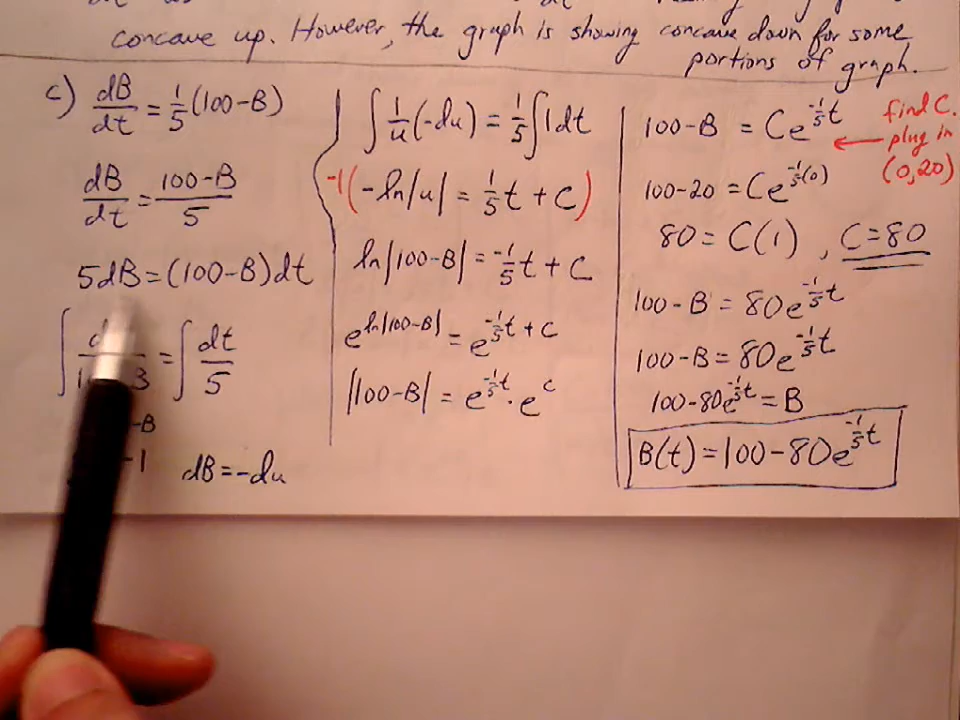 concave up. However, the graph is showing concave down for some
portions of graph.
c) dB/dt = 1/5 (100-B)
dB/dt = 100-B/5
5dB = (100-B)dt
∫ = ∫ dt/5
-B
-1 dB = -du
∫ 1/u (-du) = 1/5 ∫ 1dt
-1( -ln|u| = 1/5 t + C )
ln|100-B| = -1/5 t + C
e^{ln|100-B|} = e^{-1/5 t + C}
|100-B| = e^{-1/5 t} · e^{C}
100-B = Ce^{-1/5 t}
find C.
plug in
(0,20)
100-20 = Ce^{-1/5 (0)}
80 = C(1) , C=80
100-B = 80e^{-1/5 t}
100-B = 80e^{-1/5 t}
100-80e^{-1/5 t} = B
B(t) = 100-80e^{-1/5 t}